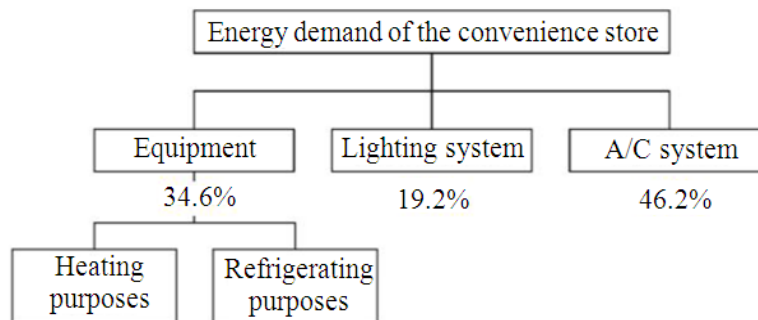 Energy demand of the convenience store
Equipment
Lighting system
A/C system
34.6%
19.2%
46.2%
Heating
purposes
Refrigerating
purposes